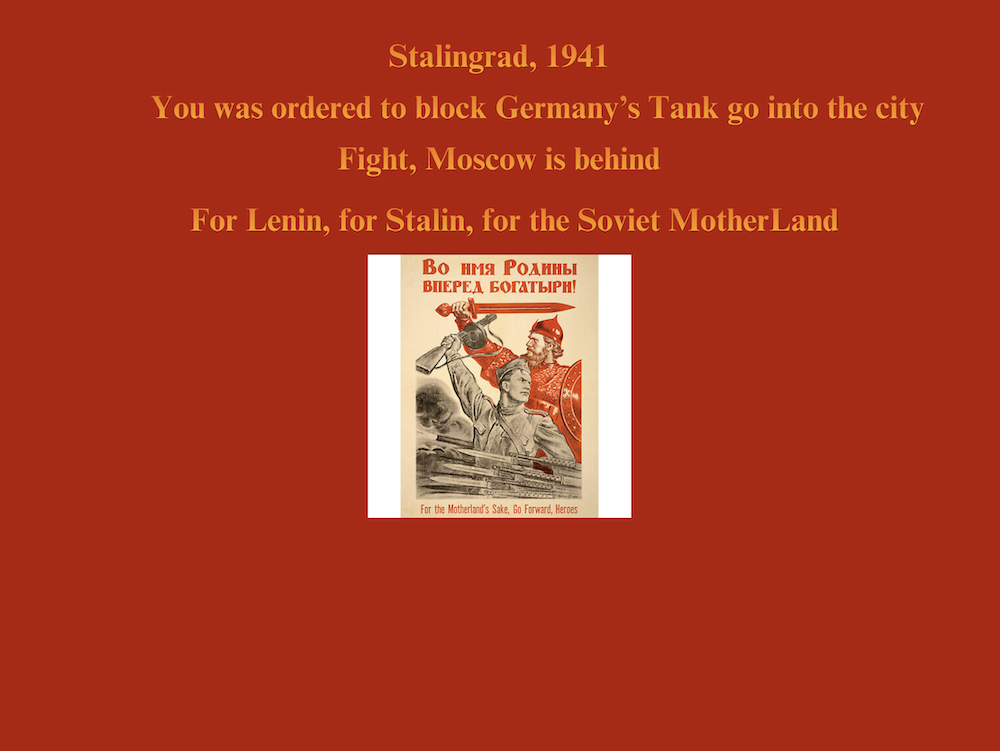 Stalingrad, 1941
You was ordered to block Germany’s Tank go into the city
Fight, Moscow is behind
For Lenin, for Stalin, for the Soviet MotherLand
Во имя Родины
вперед богатыри!
For the Motherland's Sake, Go Forward, Heroes